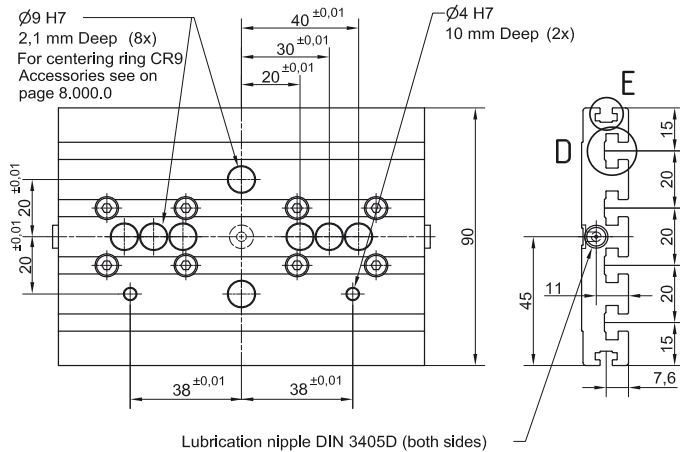 Ø9 H7
2,1 mm Deep (8x)
For centering ring CR9
Accessories see on
page 8.000.0
40 ±0,01
30 ±0,01
20 ±0,01
Ø4 H7
10 mm Deep (2x)
E
D
15
20
20
20
15
90
45
11
7,6
20 ±0,01
20 ±0,01
38 ±0,01
38 ±0,01
Lubrication nipple DIN 3405D (both sides)